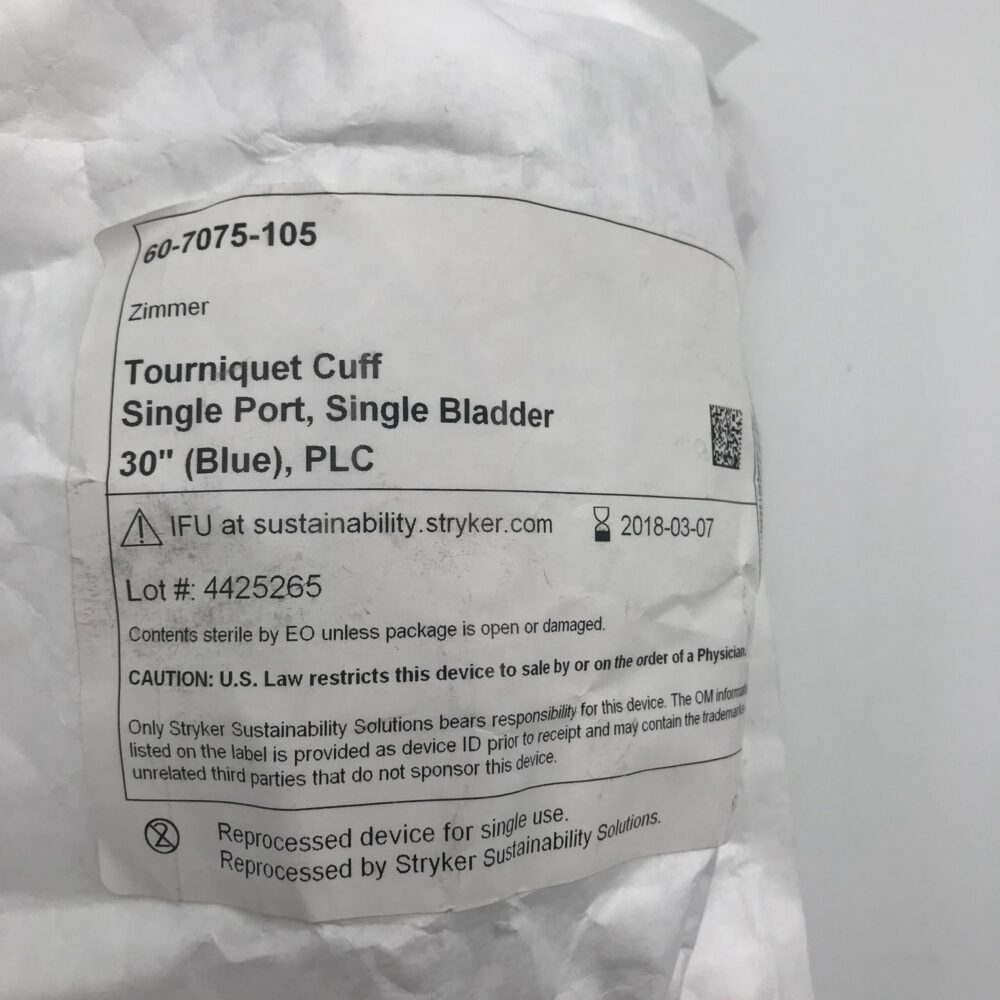 60-7075-105
Zimmer
Tourniquet Cuff
Single Port, Single Bladder
30" (Blue), PLC
IFU at sustainability.stryker.com
2018-03-07
Lot #: 4425265
Contents sterile by EO unless package is open or damaged.
CAUTION: U.S. Law restricts this device to sale by or on the order of a Physician.
Only Stryker Sustainability Solutions bears responsibility for this device. The OM
listed on the label is provided as device ID prior to receipt and may contain the
unrelated third parties that do not sponsor this device.
2
Reprocessed device for single use.
Reprocessed by Stryker Sustainability Solutions.